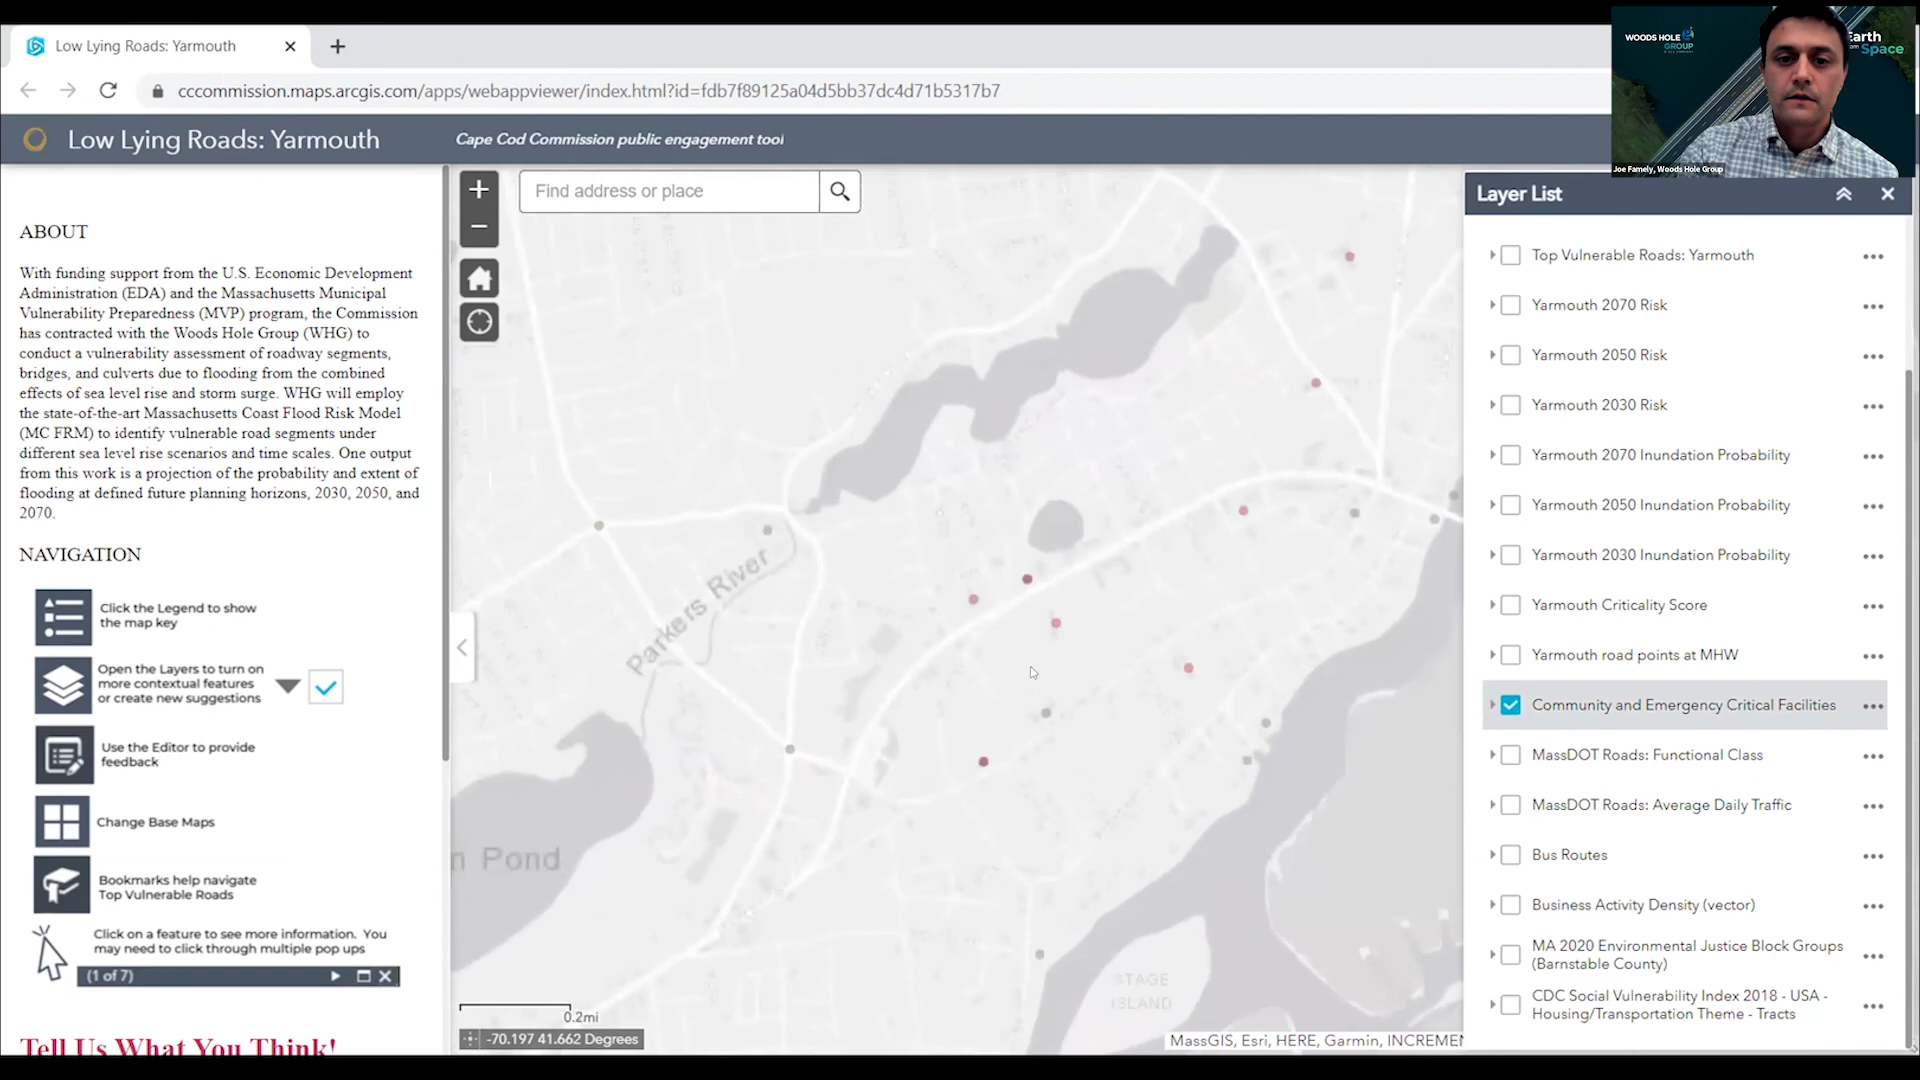 Low Lying Roads: Yarmouth
cccommission.maps.arcgis.com/apps/webappviewer/index.html?id=fdb7f89125a04d5bb37dc4d71b5317b7
WOODS HOLE
GROUP
Earth
from
Space
Joe Famely, Woods Hole Group
Low Lying Roads: Yarmouth
Cape Cod Commission public engagement tool
ABOUT
With funding support from the U.S. Economic Development
Administration (EDA) and the Massachusetts Municipal
Vulnerability Preparedness (MVP) program, the Commission
has contracted with the Woods Hole Group (WHG) to
conduct a vulnerability assessment of roadway segments,
bridges, and culverts due to flooding from the combined
effects of sea level rise and storm surge. WHG will employ
the state-of-the-art Massachusetts Coast Flood Risk Model
(MC FRM) to identify vulnerable road segments under
different sea level rise scenarios and time scales. One output
from this work is a projection of the probability and extent of
flooding at defined future planning horizons, 2030, 2050, and
2070.
NAVIGATION
Click the Legend to show
the map key
Open the Layers to turn on
more contextual features
or create new suggestions
Use the Editor to provide
feedback
Change Base Maps
Bookmarks help navigate
Top Vulnerable Roads
Click on a feature to see more information. You
may need to click through multiple pop ups
(1 of 7)
Tell Us What You Think!
Find address or place
Parkers River
n Pond
STAGE
ISLAND
0.2mi
-70.197 41.662 Degrees
MassGIS, Esri, HERE, Garmin, INCREMEN
Layer List
Top Vulnerable Roads: Yarmouth
Yarmouth 2070 Risk
Yarmouth 2050 Risk
Yarmouth 2030 Risk
Yarmouth 2070 Inundation Probability
Yarmouth 2050 Inundation Probability
Yarmouth 2030 Inundation Probability
Yarmouth Criticality Score
Yarmouth road points at MHW
Community and Emergency Critical Facilities
MassDOT Roads: Functional Class
MassDOT Roads: Average Daily Traffic
Bus Routes
Business Activity Density (vector)
MA 2020 Environmental Justice Block Groups
(Barnstable County)
CDC Social Vulnerability Index 2018 - USA -
Housing/Transportation Theme - Tracts